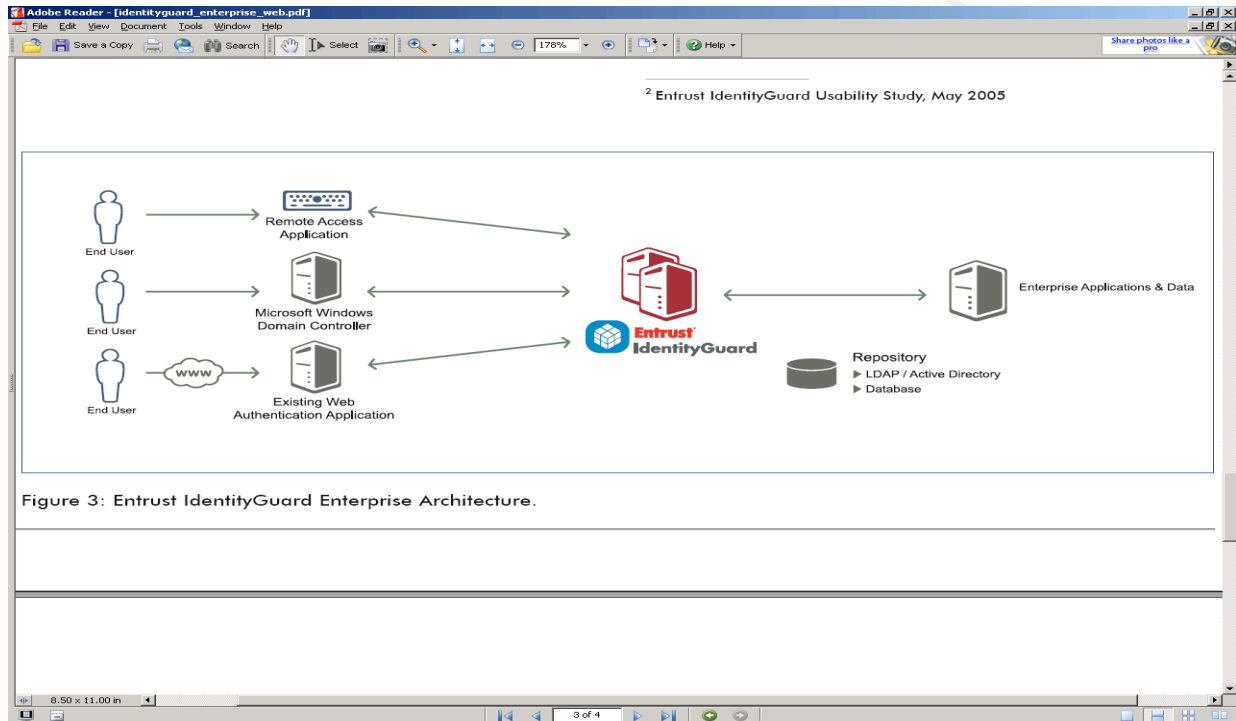 Adobe Reader - [identityguard_enterprise_web.pdf]
File Edit View Document Tools Window Help
Save a Copy Search Select 178% Help
Share photos like a
pro
2 Entrust IdentityGuard Usability Study, May 2005
End User
Remote Access
Application
End User
Microsoft Windows
Domain Controller
End User
www
Existing Web
Authentication Application
Entrust
IdentityGuard
Enterprise Applications & Data
Repository
LDAP / Active Directory
Database
Figure 3: Entrust IdentityGuard Enterprise Architecture.
8.50 x 11.00 in
3 of 4